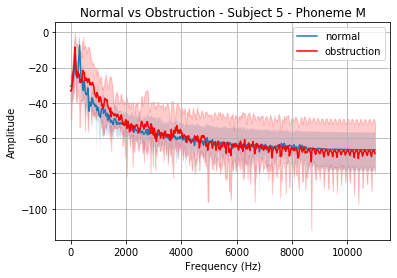 Normal vs Obstruction - Subject 5 - Phoneme M
normal
obstruction
Amplitude
0
−20
−40
−60
−80
−100
0 2000 4000 6000 8000 10000
Frequency (Hz)